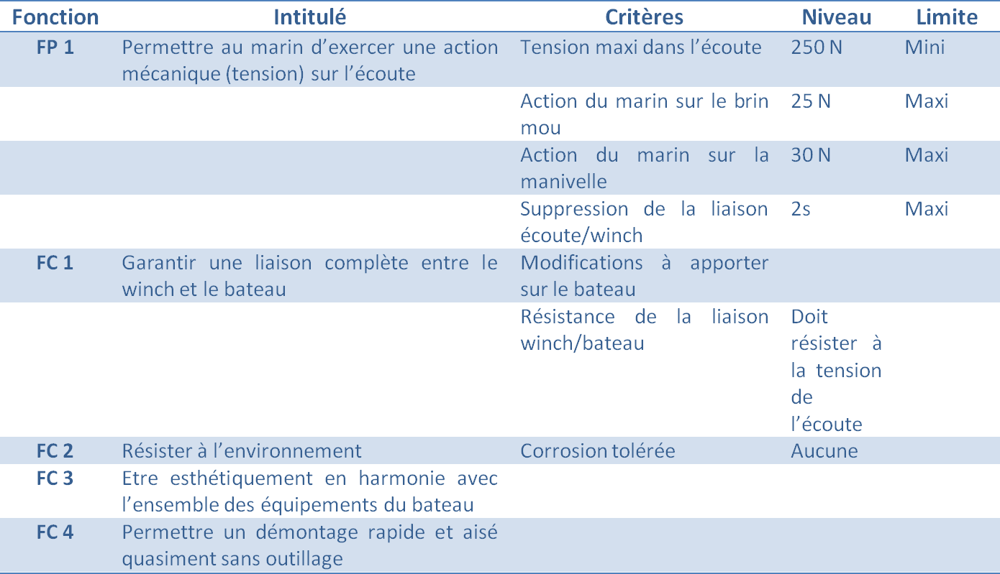 Fonction Intitulé Critères Niveau Limite
FP 1 Permettre au marin d’exercer une action Tension maxi dans l’écoute 250 N Mini
mécanique (tension) sur l’écoute
Action du marin sur le brin 25 N Maxi
mou
Action du marin sur la 30 N Maxi
manivelle
Suppression de la liaison 2s Maxi
écoute/winch
FC 1 Garantir une liaison complète entre le Modifications à apporter
winch et le bateau sur le bateau
Résistance de la liaison Doit
winch/bateau résister à
la tension
de
l’écoute
FC 2 Résister à l’environnement Corrosion tolérée Aucune
FC 3 Etre esthétiquement en harmonie avec
l’ensemble des équipements du bateau
FC 4 Permettre un démontage rapide et aisé
quasiment sans outillage